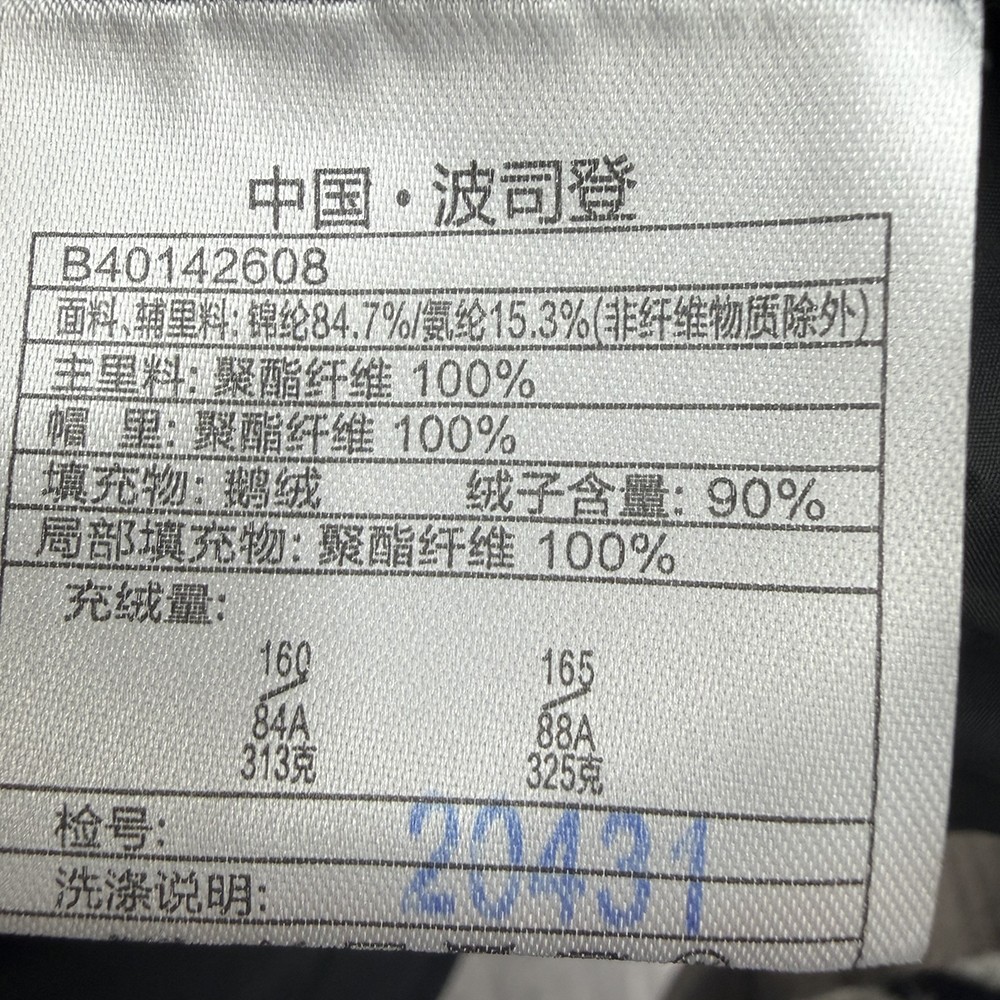 中国·波司登
B40142608
面料、辅里料: 锦纶84.7%/氨纶15.3%(非纤维物质除外)
主里料: 聚酯纤维 100%
帽 里: 聚酯纤维 100%
填充物: 鹅绒 绒子含量: 90%
局部填充物: 聚酯纤维 100%
充绒量:
160 165
84A 88A
313克 325克
检号: 20431
洗涤说明: